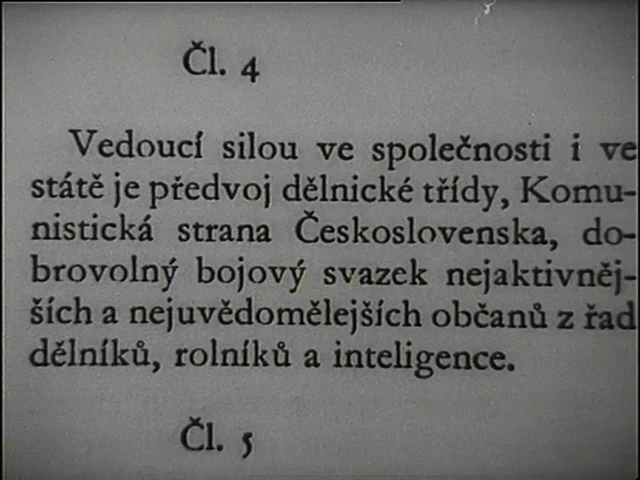 Čl. 4
Vedoucí silou ve společnosti i ve
státě je předvoj dělnické třídy, Komu-
nistická strana Československa, do-
brovolný bojový svazek nejaktivněj-
ších a nejuvědomělejších občanů z řad
dělníků, rolníků a inteligence.
Čl. 5